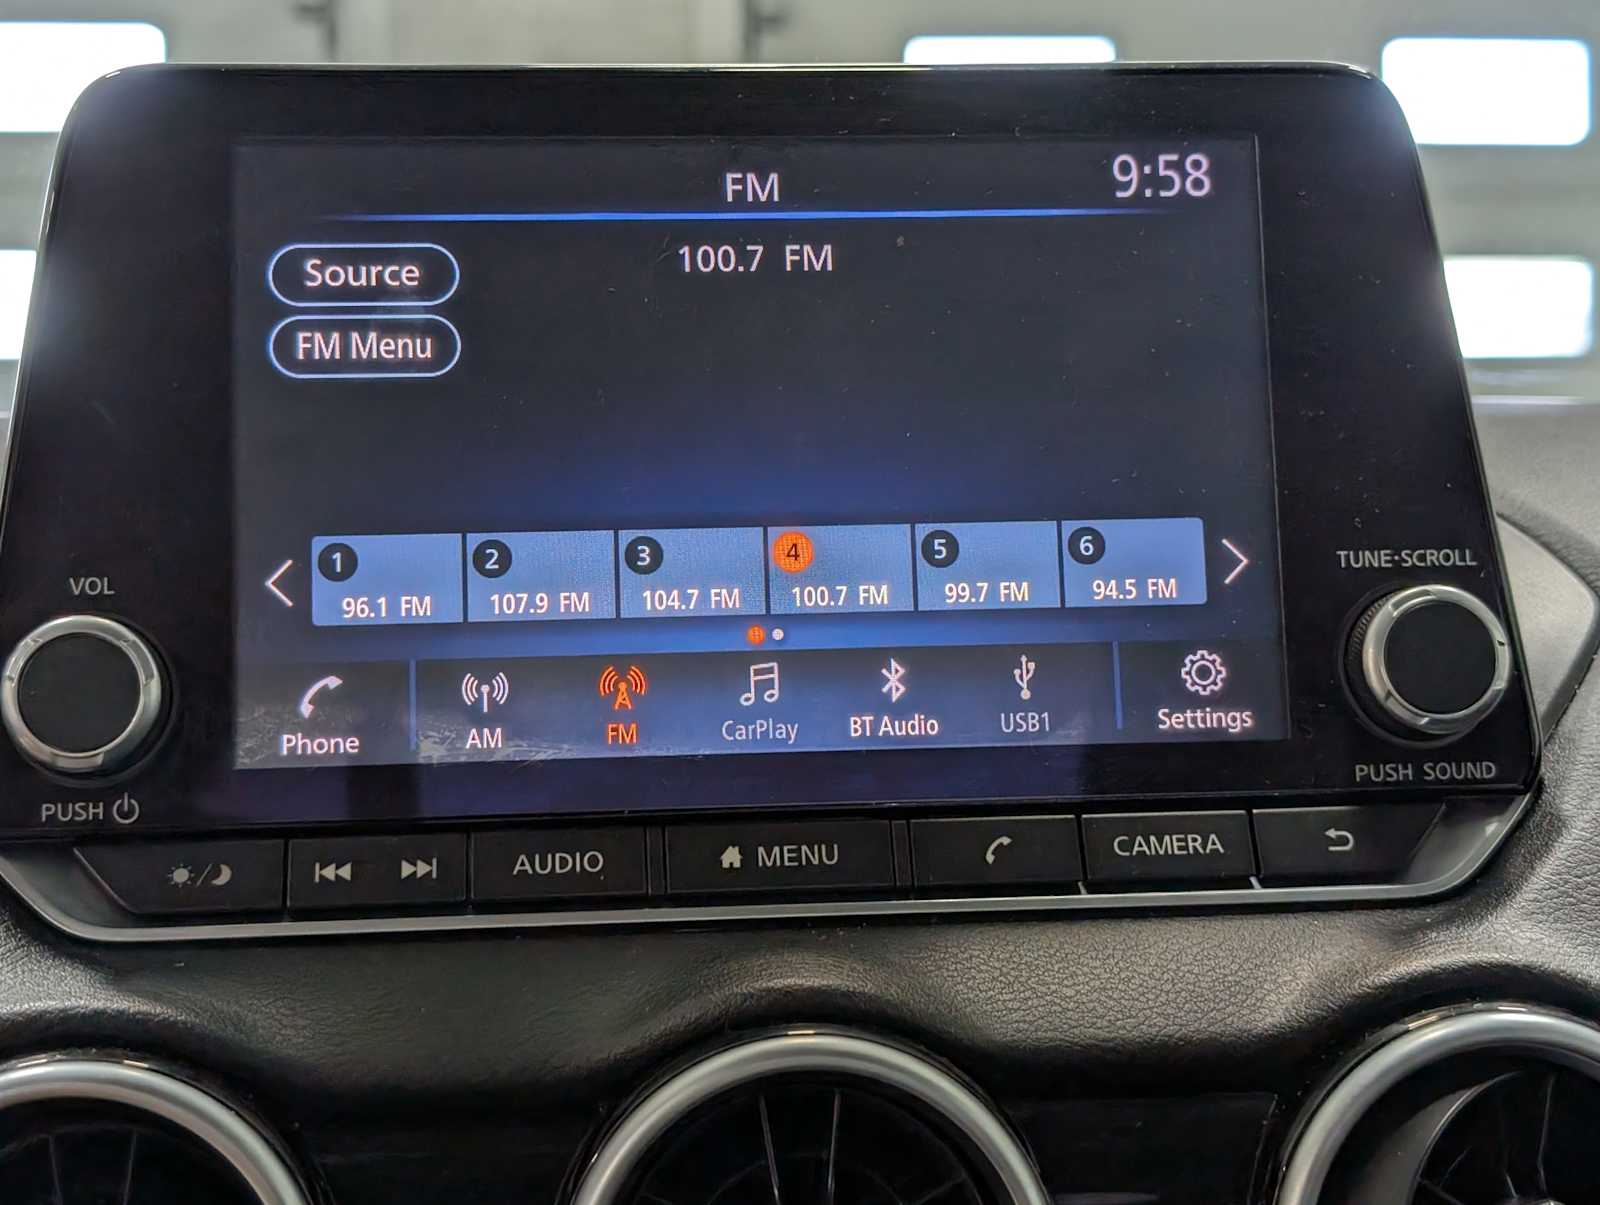 FM
9:58
Source
100.7 FM
FM Menu
1 2 3 4 5 6
96.1 FM 107.9 FM 104.7 FM 100.7 FM 99.7 FM 94.5 FM
VOL
TUNE·SCROLL
Phone AM FM CarPlay BT Audio USB1 Settings
PUSH
PUSH SOUND
AUDIO MENU CAMERA